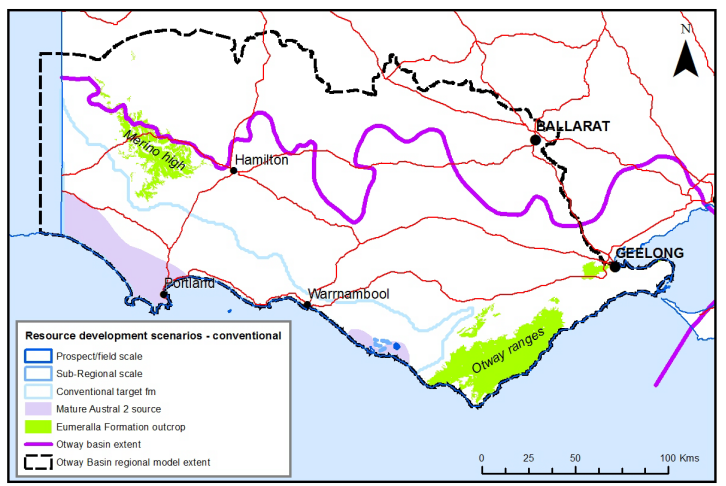 N
BALLARAT
Merino high
Hamilton
GEELONG
Portland
Warrnambool
Otway ranges
Resource development scenarios - conventional
Prospect/field scale
Sub-Regional scale
Conventional target fm
Mature Austral 2 source
Eumeralla Formation outcrop
Otway basin extent
Otway Basin regional model extent
0 25 50 100 Kms